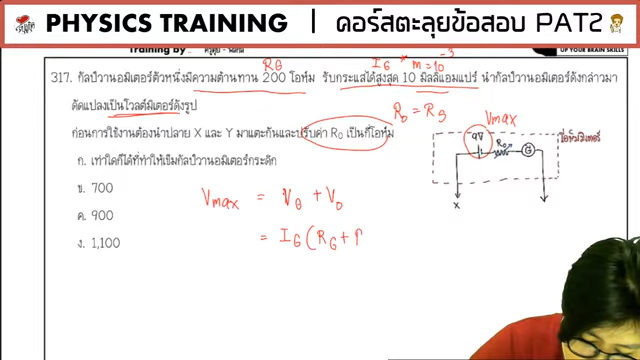 PHYSICS TRAINING
คอร์สตะลุยข้อสอบ PAT2
Training by
UP YOUR BRAIN SKILLS
R_G
I_G * m = 10^-3
317. กัลป์วานอมิเตอร์ตัวหนึ่งมีความต้านทาน 200 โอห์ม รับกระแสได้สูงสุด 10 มิลลิแอมแปร์ นำกัลป์วานอมิเตอร์ดังกล่าวมา
ดัดแปลงเป็นโวลต์มิเตอร์ดังรูป
R_0 = R_S
Vmax
ก่อนการใช้งานต้องนำปลาย X และ Y มาแตะกันและปรับค่า R₀ เป็นกี่โอห์ม
9V
R₀
G
โอห์มมิเตอร์
ก. เท่าใดก็ได้ที่ทำให้เข็มกัลป์วานอมิเตอร์กระดิก
ข. 700
Vmax = V_G + V_0
X
ค. 900
= I_G (R_G +
ง. 1,100